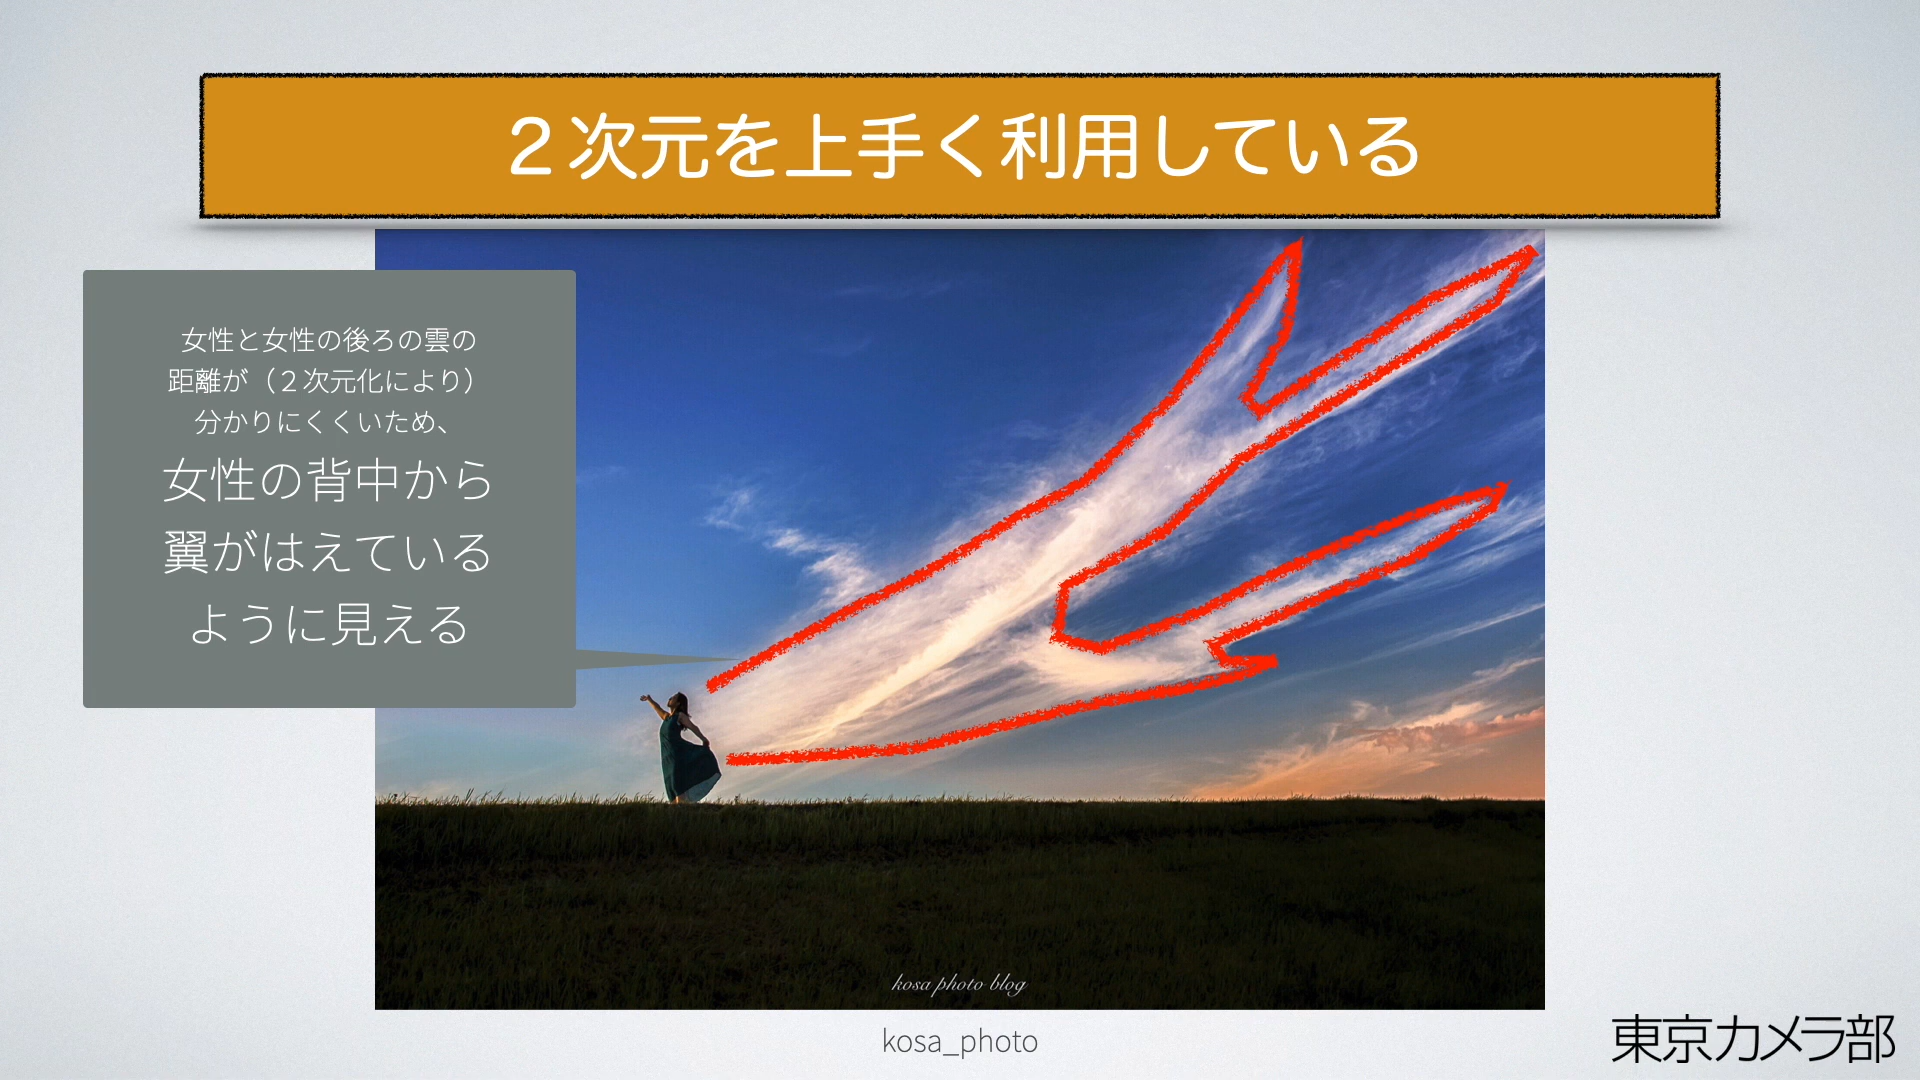 ２次元を上手く利用している
女性と女性の後ろの雲の
距離が（２次元化により）
分かりにくくいため、
女性の背中から
翼がはえている
ように見える
kosa photo blog
kosa_photo
東京カメラ部